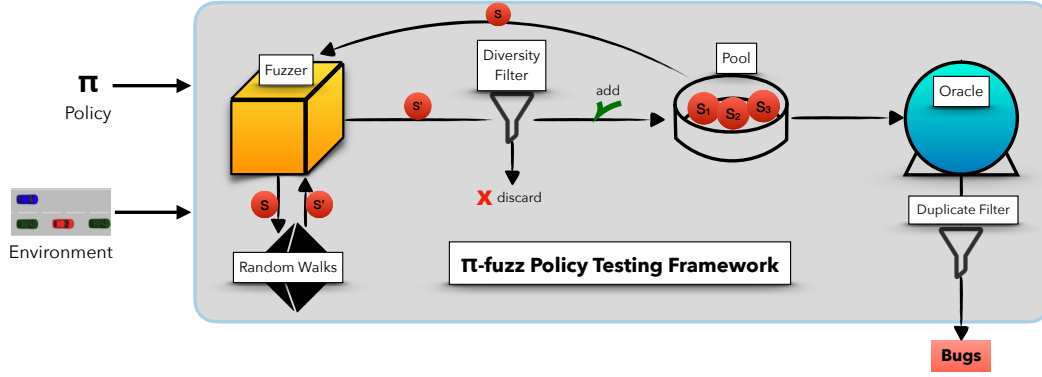 S
π
Policy
Fuzzer
Diversity
Filter
Pool
Oracle
S'
add
S₁
S₂
S₃
X discard
S
S'
Environment
Random Walks
π-fuzz Policy Testing Framework
Duplicate Filter
Bugs